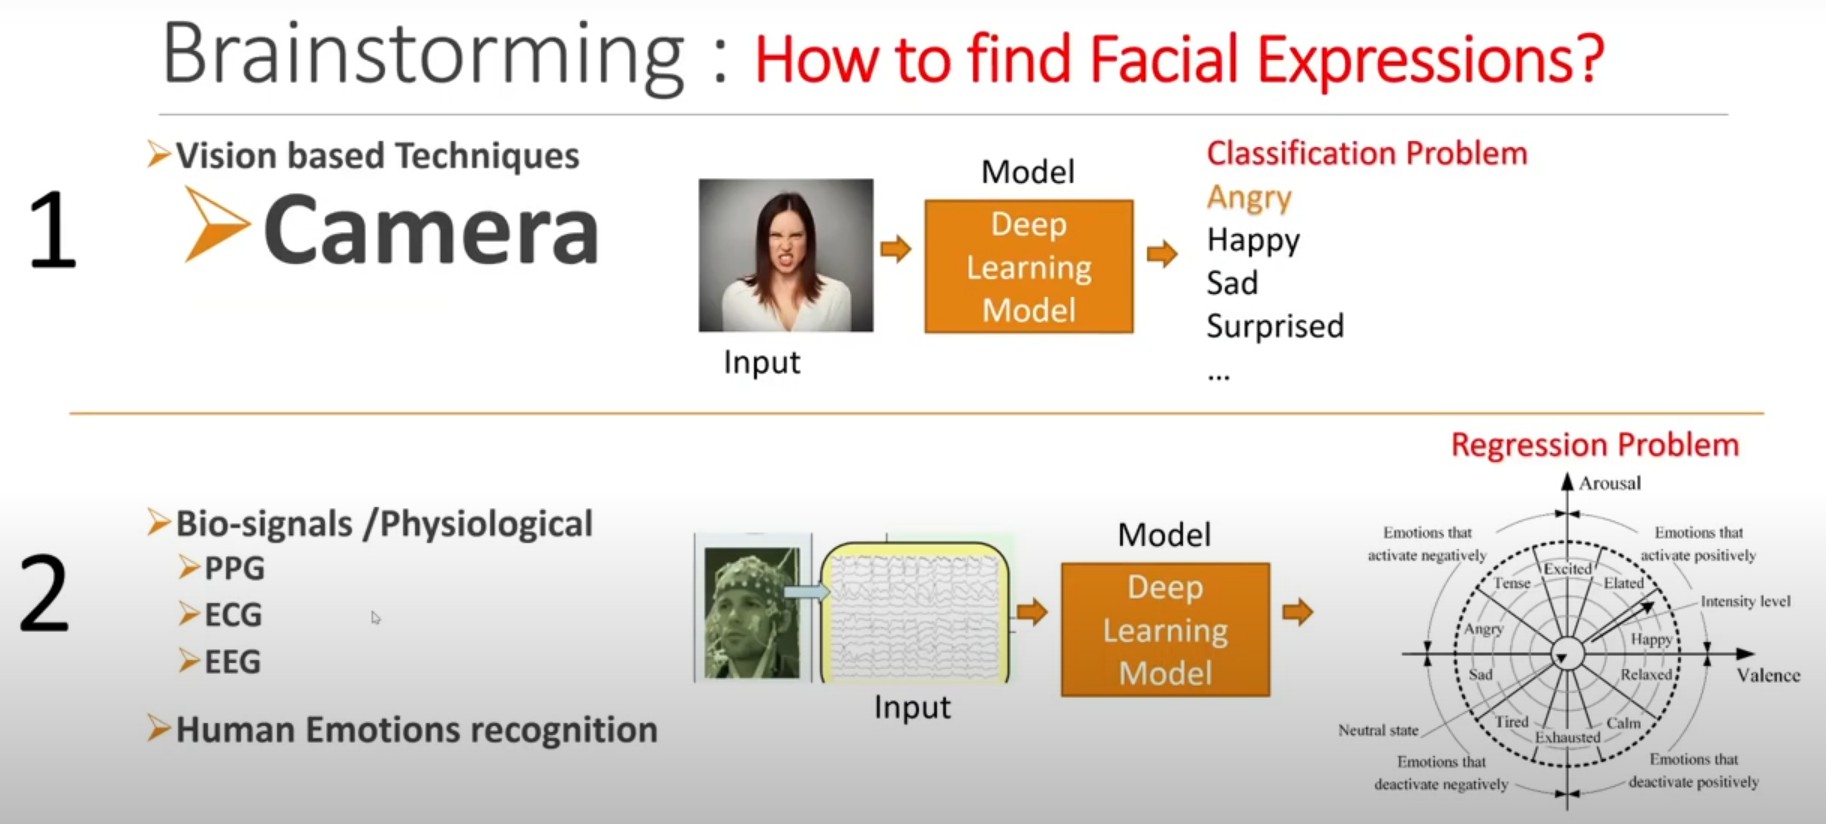 Brainstorming : How to find Facial Expressions?
1
Vision based Techniques
Camera
Input
Model
Deep
Learning
Model
Classification Problem
Angry
Happy
Sad
Surprised
...
2
Bio-signals /Physiological
PPG
ECG
EEG
Human Emotions recognition
Input
Model
Deep
Learning
Model
Regression Problem
Arousal
Emotions that
activate negatively
Emotions that
activate positively
Excited
Tense
Elated
Intensity level
Angry
Happy
Sad
Relaxed
Valence
Tired
Calm
Neutral state
Exhausted
Emotions that
deactivate negatively
Emotions that
deactivate positively